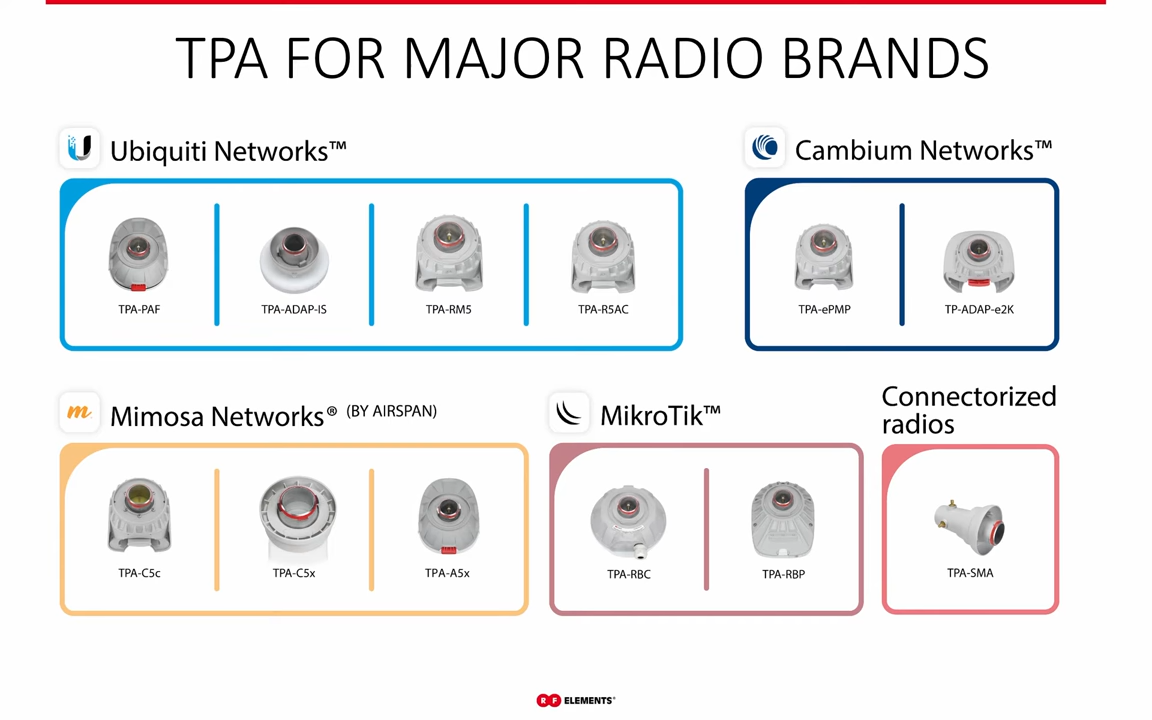 TPA FOR MAJOR RADIO BRANDS
Ubiquiti Networks™
TPA-PAF
TPA-ADAP-IS
TPA-RM5
TPA-R5AC
Cambium Networks™
TPA-ePMP
TP-ADAP-e2K
Mimosa Networks® (BY AIRSPAN)
TPA-C5c
TPA-C5x
TPA-A5x
MikroTik™
TPA-RBC
TPA-RBP
Connectorized
radios
TPA-SMA
RF ELEMENTS®